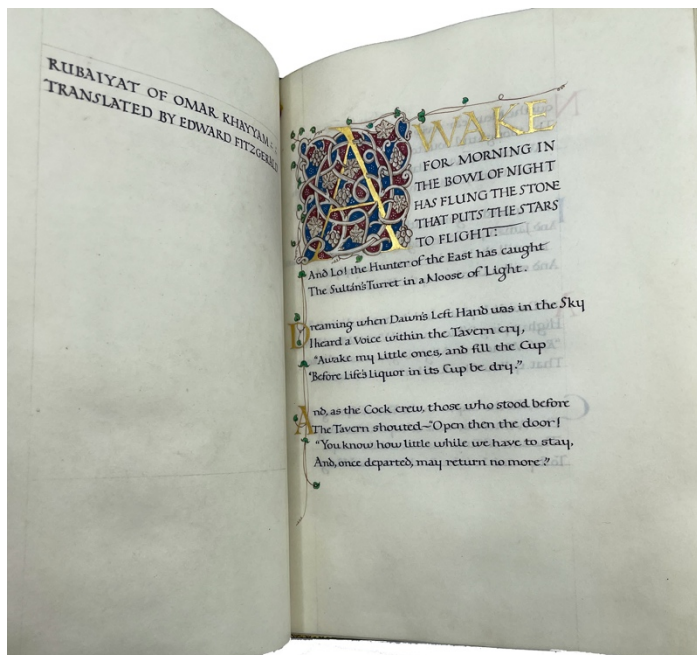 RUBAIYAT OF OMAR KHAYYAM
TRANSLATED BY EDWARD FITZGERALD
AWAKE
FOR MORNING IN
THE BOWL OF NIGHT
HAS FLUNG THE STONE
THAT PUTS THE STARS
TO FLIGHT:
And Lo! the Hunter of the East has caught
The Sultán's Turret in a Noose of Light.
Dreaming when Dawn's Left Hand was in the Sky
I heard a Voice within the Tavern cry,
"Awake my Little ones, and fill the Cup
"Before Life's Liquor in its Cup be dry."
And, as the Cock crew, those who stood before
The Tavern shouted~"Open then the door!
"You know how little while we have to stay,
And, once departed, may return no more."